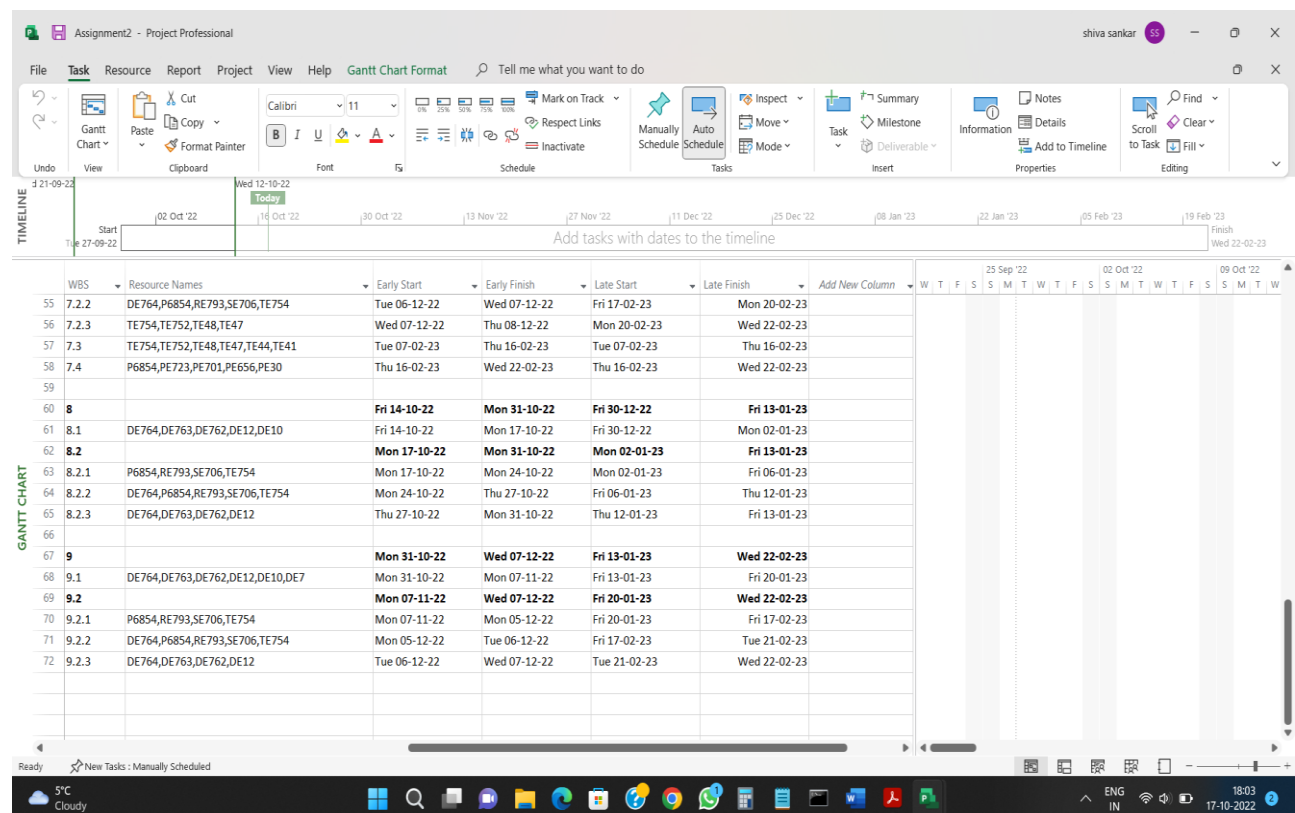 Assignment2 - Project Professional
shiva sankar SS
File Task Resource Report Project View Help Gantt Chart Format Tell me what you want to do
Cut
Copy
Format Painter
Paste
Gantt Chart
Calibri 11
B I U A
0% 25% 50% 75% 100%
Mark on Track
Respect Links
Inactivate
Manually Schedule
Auto Schedule
Inspect
Move
Mode
Task
Summary
Milestone
Deliverable
Information
Notes
Details
Add to Timeline
Scroll to Task
Find
Clear
Fill
Undo View Clipboard Font Schedule Tasks Insert Properties Editing
TIMELINE
d 21-09-22 Wed 12-10-22
Today
02 Oct '22 16 Oct '22 30 Oct '22 13 Nov '22 27 Nov '22 11 Dec '22 25 Dec '22 08 Jan '23 22 Jan '23 05 Feb '23 19 Feb '23
Start
Tue 27-09-22
Add tasks with dates to the timeline
Finish
Wed 22-02-23
GANTT CHART
25 Sep '22 02 Oct '22 09 Oct '22
WBS Resource Names Early Start Early Finish Late Start Late Finish Add New Column W T F S S M T W T F S S M T W T F S S M T W
55 7.2.2 DE764,P6854,RE793,SE706,TE754 Tue 06-12-22 Wed 07-12-22 Fri 17-02-23 Mon 20-02-23
56 7.2.3 TE754,TE752,TE48,TE47 Wed 07-12-22 Thu 08-12-22 Mon 20-02-23 Wed 22-02-23
57 7.3 TE754,TE752,TE48,TE47,TE44,TE41 Tue 07-02-23 Thu 16-02-23 Tue 07-02-23 Thu 16-02-23
58 7.4 P6854,PE723,PE701,PE656,PE30 Thu 16-02-23 Wed 22-02-23 Thu 16-02-23 Wed 22-02-23
59
60 8 Fri 14-10-22 Mon 31-10-22 Fri 30-12-22 Fri 13-01-23
61 8.1 DE764,DE763,DE762,DE12,DE10 Fri 14-10-22 Mon 17-10-22 Fri 30-12-22 Mon 02-01-23
62 8.2 Mon 17-10-22 Mon 31-10-22 Mon 02-01-23 Fri 13-01-23
63 8.2.1 P6854,RE793,SE706,TE754 Mon 17-10-22 Mon 24-10-22 Mon 02-01-23 Fri 06-01-23
64 8.2.2 DE764,P6854,RE793,SE706,TE754 Mon 24-10-22 Thu 27-10-22 Fri 06-01-23 Thu 12-01-23
65 8.2.3 DE764,DE763,DE762,DE12 Thu 27-10-22 Mon 31-10-22 Thu 12-01-23 Fri 13-01-23
66
67 9 Mon 31-10-22 Wed 07-12-22 Fri 13-01-23 Wed 22-02-23
68 9.1 DE764,DE763,DE762,DE12,DE10,DE7 Mon 31-10-22 Mon 07-11-22 Fri 13-01-23 Fri 20-01-23
69 9.2 Mon 07-11-22 Wed 07-12-22 Fri 20-01-23 Wed 22-02-23
70 9.2.1 P6854,RE793,SE706,TE754 Mon 07-11-22 Mon 05-12-22 Fri 20-01-23 Fri 17-02-23
71 9.2.2 DE764,P6854,RE793,SE706,TE754 Mon 05-12-22 Tue 06-12-22 Fri 17-02-23 Tue 21-02-23
72 9.2.3 DE764,DE763,DE762,DE12 Tue 06-12-22 Wed 07-12-22 Tue 21-02-23 Wed 22-02-23
Ready New Tasks : Manually Scheduled
5°C
Cloudy
ENG
IN
18:03
17-10-2022
2